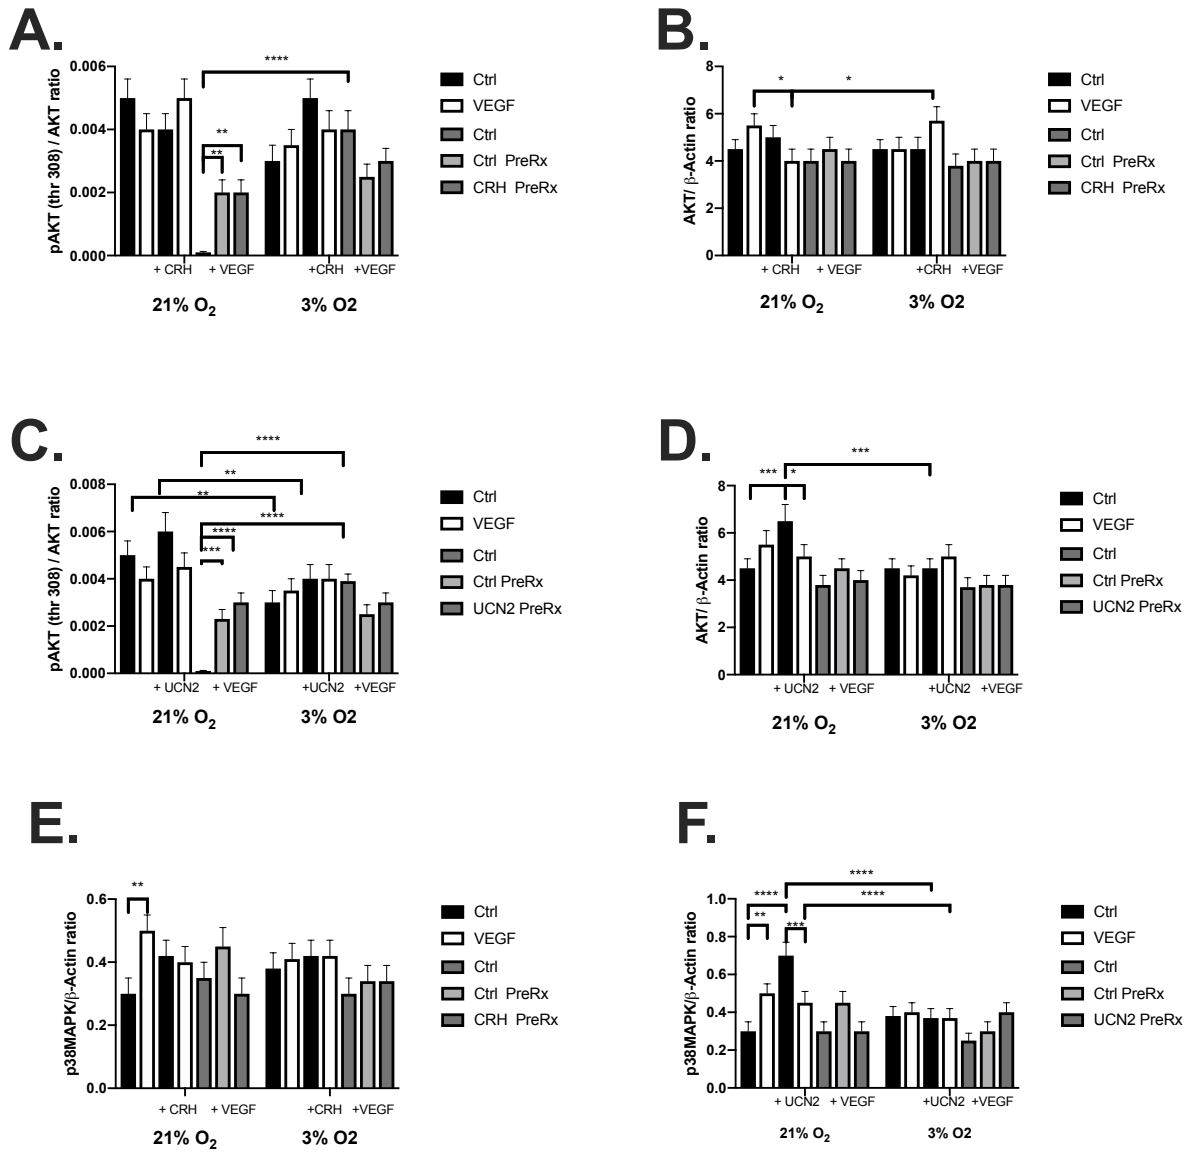 A.
pAKT (thr 308) / AKT ratio
0.006
0.004
0.002
0.000
****
**
**
+ CRH
+ VEGF
+CRH
+VEGF
21% O2
3% O2
Ctrl
VEGF
Ctrl
Ctrl PreRx
CRH PreRx
B.
AKT/ β-Actin ratio
8
6
4
2
0
*
*
+ CRH
+ VEGF
+CRH
+VEGF
21% O2
3% O2
Ctrl
VEGF
Ctrl
Ctrl PreRx
CRH PreRx
C.
pAKT (thr 308) / AKT ratio
0.008
0.006
0.004
0.002
0.000
****
**
**
****
****
***
+ UCN2
+ VEGF
+UCN2
+VEGF
21% O2
3% O2
Ctrl
VEGF
Ctrl
Ctrl PreRx
UCN2 PreRx
D.
AKT/ β-Actin ratio
8
6
4
2
0
***
***
*
+ UCN2
+ VEGF
+UCN2
+VEGF
21% O2
3% O2
Ctrl
VEGF
Ctrl
Ctrl PreRx
UCN2 PreRx
E.
p38MAPK/β-Actin ratio
0.6
0.4
0.2
0.0
**
+ CRH
+ VEGF
+CRH
+VEGF
21% O2
3% O2
Ctrl
VEGF
Ctrl
Ctrl PreRx
CRH PreRx
F.
p38MAPK/β-Actin ratio
1.0
0.8
0.6
0.4
0.2
0.0
****
****
****
**
***
+ UCN2
+ VEGF
+UCN2
+VEGF
21% O2
3% O2
Ctrl
VEGF
Ctrl
Ctrl PreRx
UCN2 PreRx